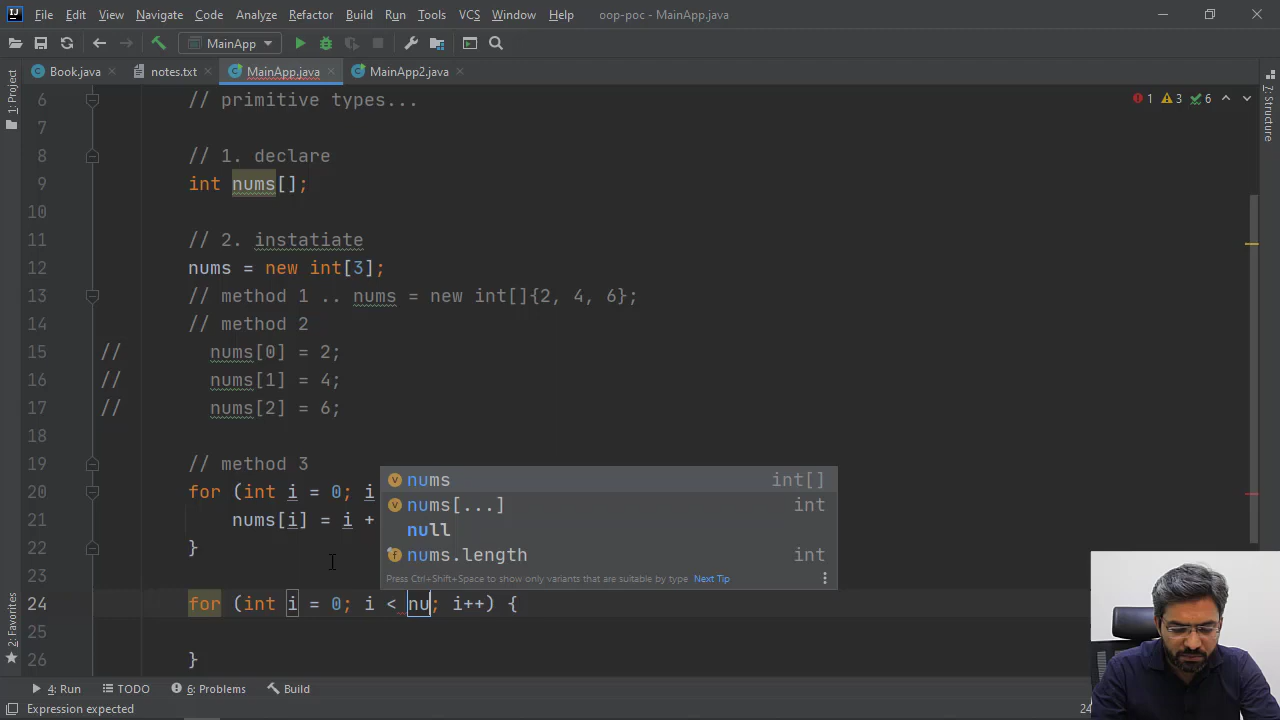 File Edit View Navigate Code Analyze Refactor Build Run Tools VCS Window Help oop-poc - MainApp.java
MainApp
Book.java notes.txt MainApp.java MainApp2.java
1: Project
7: Structure
2: Favorites
1 3 6
6 // primitive types...
7
8 // 1. declare
9 int nums[];
10
11 // 2. instatiate
12 nums = new int[3];
13 // method 1 .. nums = new int[]{2, 4, 6};
14 // method 2
15 // nums[0] = 2;
16 // nums[1] = 4;
17 // nums[2] = 6;
18
19 // method 3
20 for (int i = 0; i
21 nums[i] = i +
22 }
23
24 for (int i = 0; i < nu; i++) {
25
26 }
nums int[]
nums[...] int
null
nums.length int
Press Ctrl+Shift+Space to show only variants that are suitable by type Next Tip
4: Run TODO 6: Problems Build
Expression expected 24